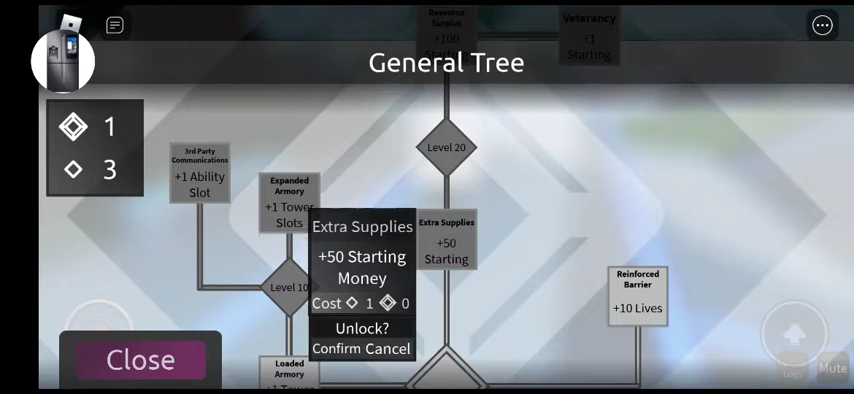 Resource
Surplus
+100
Starting
Veterancy
+1
Starting
General Tree
1
3
3rd Party
Communications
+1 Ability
Slot
Expanded
Armory
+1 Tower
Slots
Level 20
Extra Supplies
+50 Starting
Money
Cost 1 0
Unlock?
Confirm Cancel
Extra Supplies
+50
Starting
Level 10
Reinforced
Barrier
+10 Lives
Loaded
Armory
+1 Tower
Close
Mute